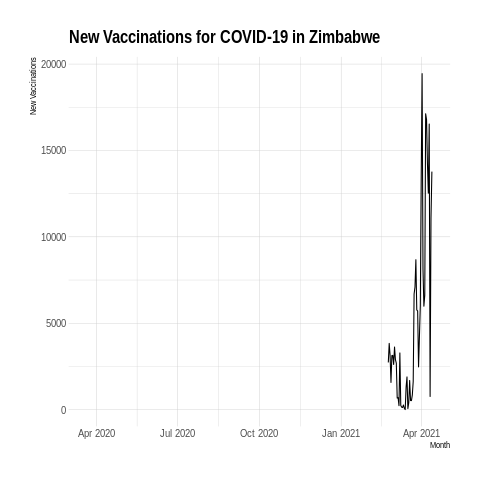 New Vaccinations for COVID-19 in Zimbabwe
New Vaccinations
20000
15000
10000
5000
0
Apr 2020 Jul 2020 Oct 2020 Jan 2021 Apr 2021
Month